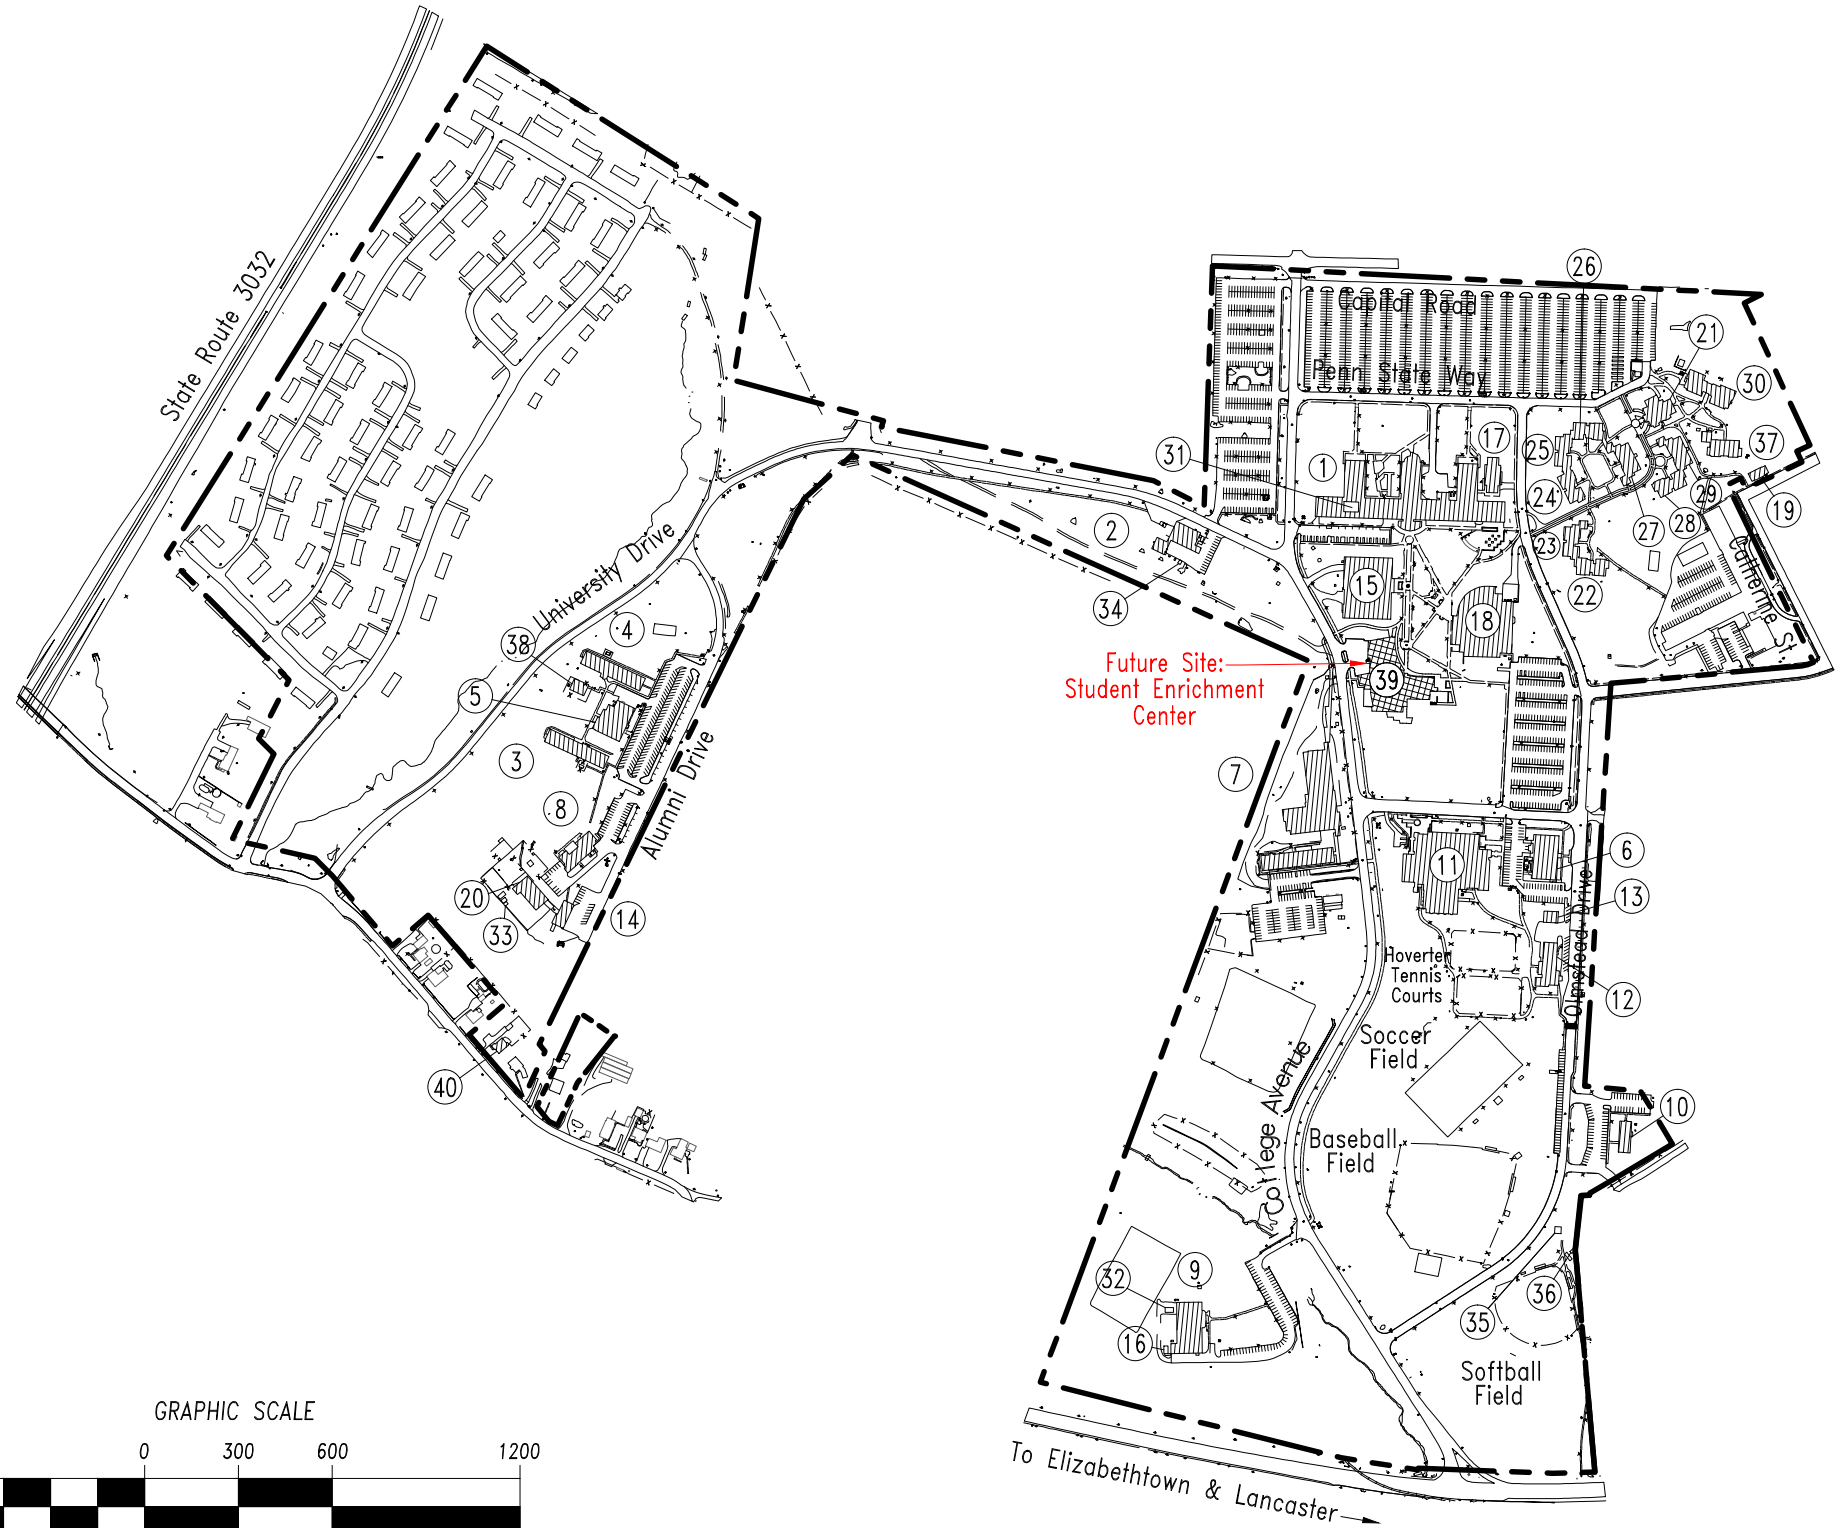 State Route 3032
University Drive
Alumni Drive
38
4
5
3
8
20
33
14
40
26
Capital Road
21
Penn State Way
30
37
17
1
31
25
24
29
19
2
27
28
23
Catherine St
34
15
18
22
Future Site:
Student Enrichment
Center
39
7
11
6
13
Olmstead Drive
Hoverter
Tennis
Courts
12
Soccer
Field
College Avenue
10
Baseball
Field
9
32
16
35
36
Softball
Field
To Elizabethtown & Lancaster
GRAPHIC SCALE
0 300 600 1200